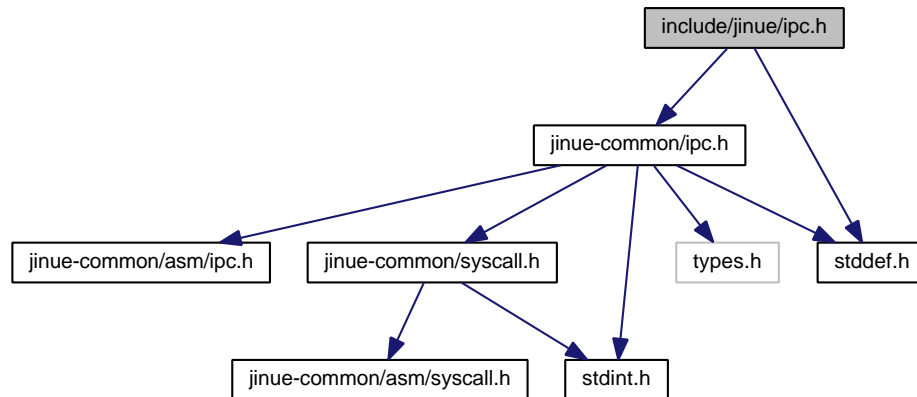 include/jinue/ipc.h
jinue-common/ipc.h
jinue-common/asm/ipc.h
jinue-common/syscall.h
types.h
stddef.h
jinue-common/asm/syscall.h
stdint.h